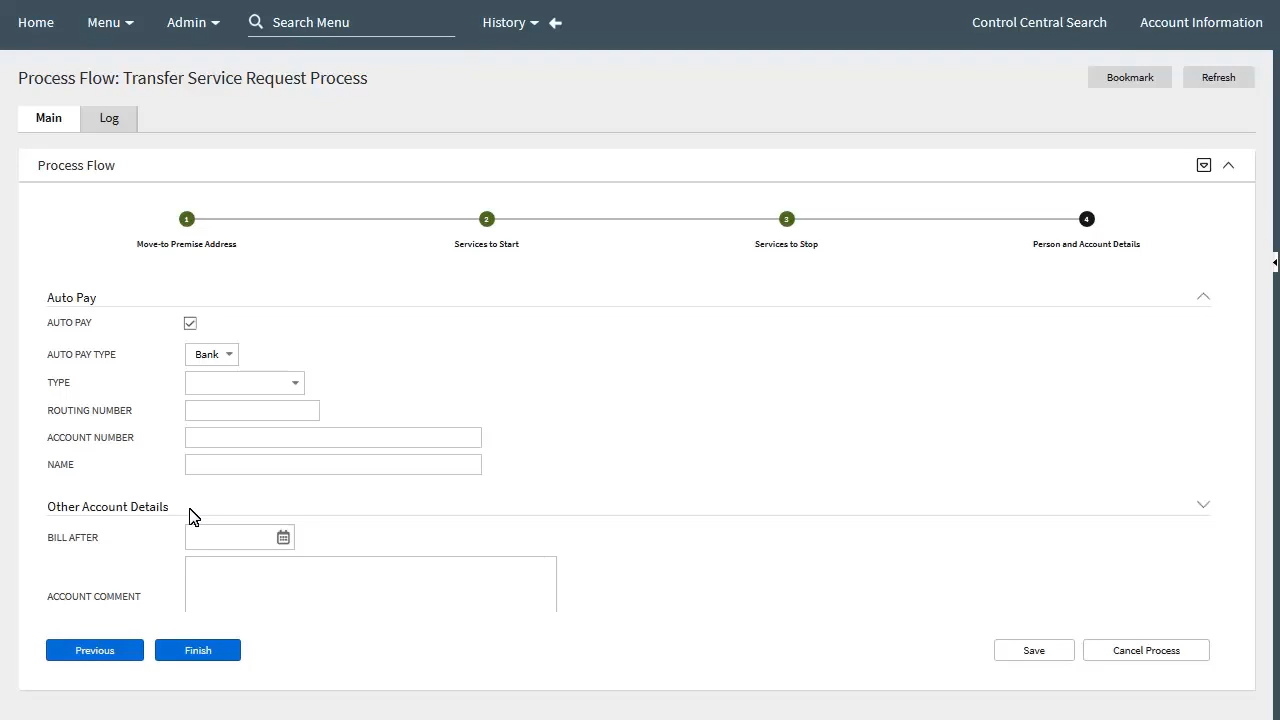 Home Menu Admin Search Menu History Control Central Search Account Information
Process Flow: Transfer Service Request Process
Bookmark Refresh
Main Log
Process Flow
1 2 3 4
Move-to Premise Address Services to Start Services to Stop Person and Account Details
Auto Pay
AUTO PAY
AUTO PAY TYPE Bank
TYPE
ROUTING NUMBER
ACCOUNT NUMBER
NAME
Other Account Details
BILL AFTER
ACCOUNT COMMENT
Previous Finish Save Cancel Process